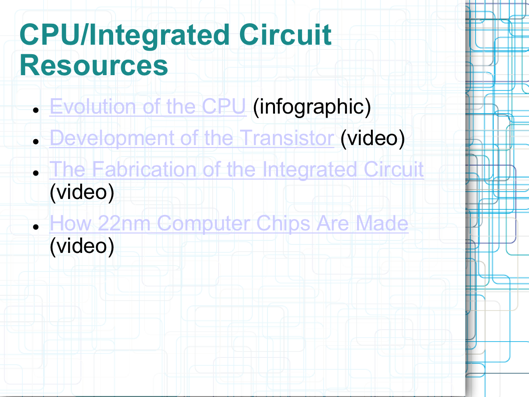 CPU/Integrated Circuit
Resources
● Evolution of the CPU (infographic)
● Development of the Transistor (video)
● The Fabrication of the Integrated Circuit
(video)
● How 22nm Computer Chips Are Made
(video)